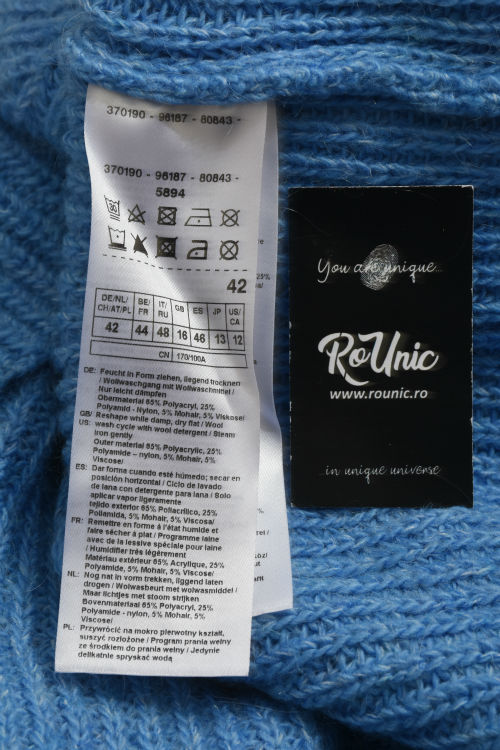 370190 - 96187 - 80843 -
370190 - 96187 - 80843 -
5894
30
42
DE/NL/ BE/ IT/ GB ES JP US/
CH/AT/PL FR RU CA
42 44 48 16 46 13 12
CN 170/100A
DE: Feucht in Form ziehen, liegend trocknen
/ Wollwaschgang mit Wollwaschmittel /
Nur leicht dämpfen
Obermaterial 65% Polyacryl, 25%
Polyamid - Nylon, 5% Mohair, 5% Viskose/
GB/ Reshape while damp, dry flat / Wool
US: wash cycle with wool detergent / Steam
iron gently
Outer material 65% Polyacrylic, 25%
Polyamide – nylon, 5% Mohair, 5%
Viscose/
ES: Dar forma cuando esté húmedo; secar en
posición horizontal / Ciclo de lavado
de lana con detergente para lana / Solo
aplicar vapor ligeramente
tejido exterior 65% Poliacrílico, 25%
Poliamida, 5% Mohair, 5% Viscosa/
FR: Remettre en forme à l'état humide et
faire sécher à plat / Programme laine
avec de la lessive spéciale pour laine
/ Humidifier très légèrement
Matériau extérieur 65% Acrylique, 25%
Polyamide, 5% Mohair, 5% Viscose/
NL: Nog nat in vorm trekken, liggend laten
drogen / Wolwasbeurt met wolwasmiddel /
Maar lichtjes met stoom strijken
Bovenmateriaal 65% Polyacryl, 25%
Polyamide - nylon, 5% Mohair, 5%
Viscose/
PL: Przywrócić na mokro pierwotny kształt,
suszyć rozłożone / Program prania wełny
ze środkiem do prania wełny / Jedynie
delikatnie spryskać wodą
You are unique...
RoUnic
www.rounic.ro
...in unique universe